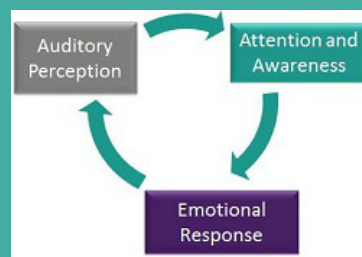 Auditory
Perception
Attention and
Awareness
Emotional
Response